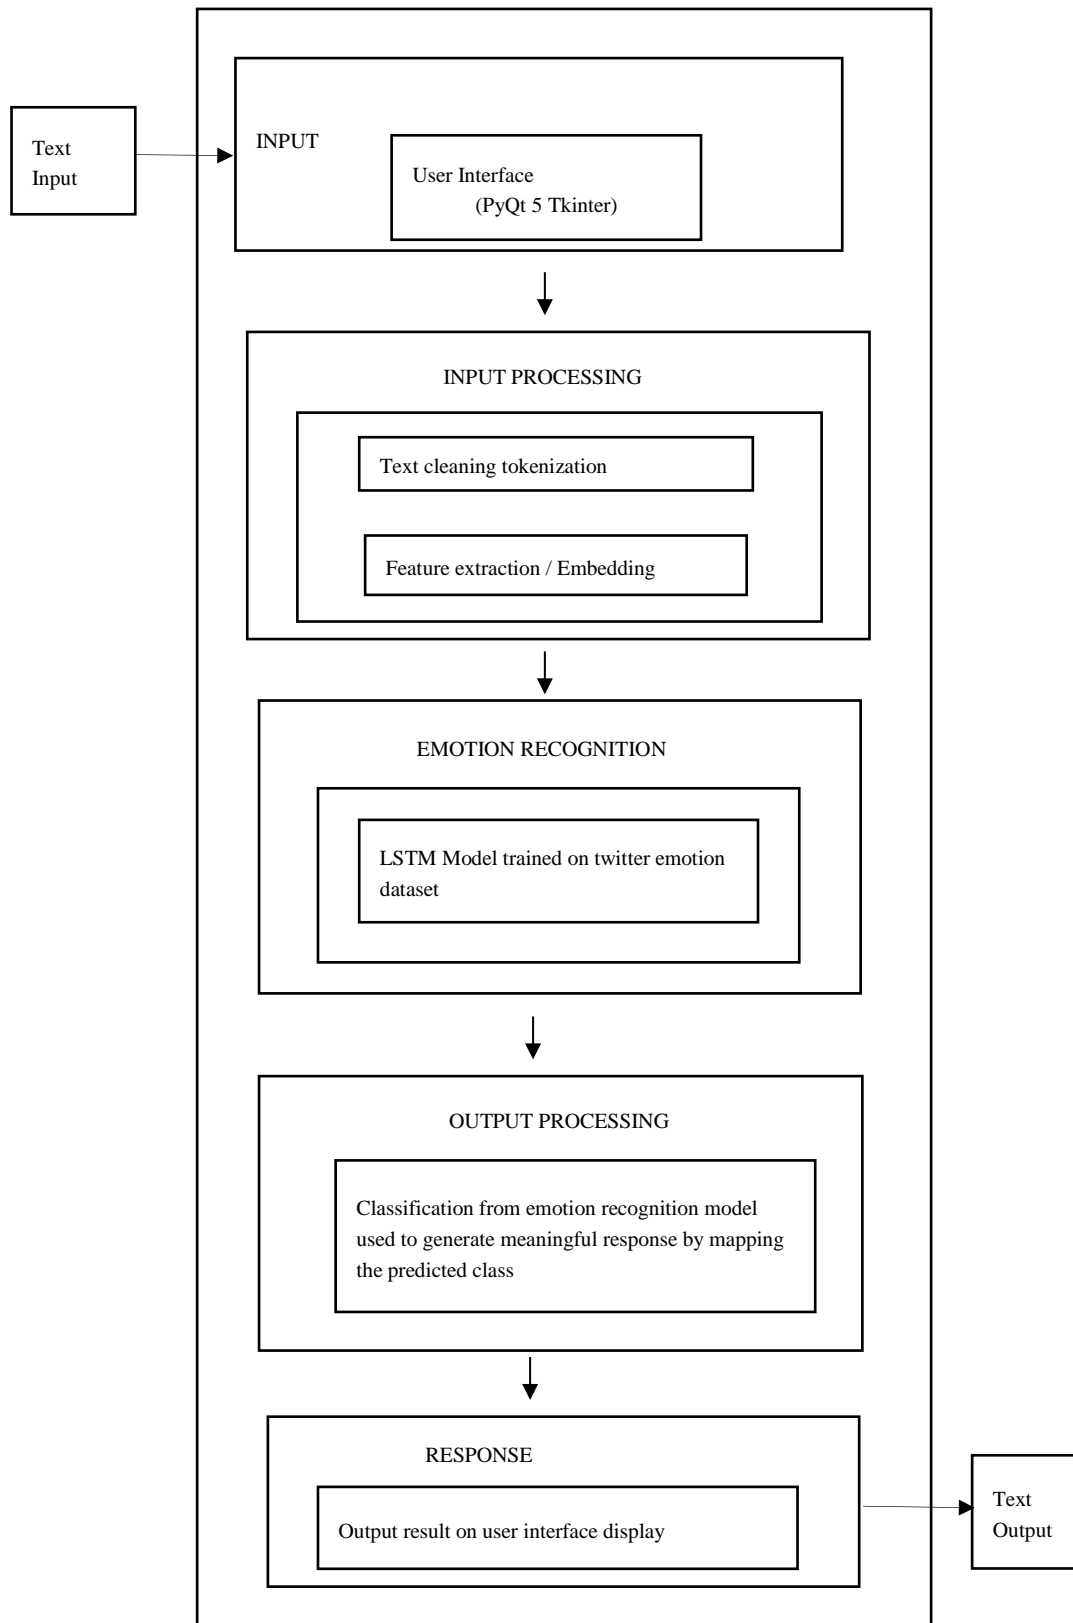 Text
Input
INPUT
User Interface
(PyQt 5 Tkinter)
INPUT PROCESSING
Text cleaning tokenization
Feature extraction / Embedding
EMOTION RECOGNITION
LSTM Model trained on twitter emotion
dataset
OUTPUT PROCESSING
Classification from emotion recognition model
used to generate meaningful response by mapping
the predicted class
RESPONSE
Output result on user interface display
Text
Output